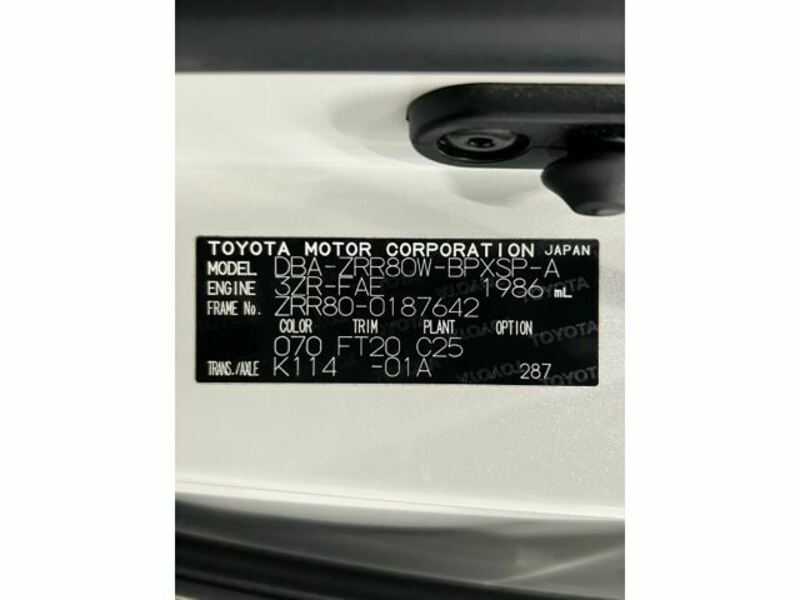 TOYOTA MOTOR CORPORATION JAPAN
MODEL DBA-ZRR80W-BPXSP-A
ENGINE 3ZR-FAE 1986 mL
FRAME No. ZRR80-0187642
COLOR TRIM PLANT OPTION
070 FT20 C25
TRANS./AXLE K114 -01A 287